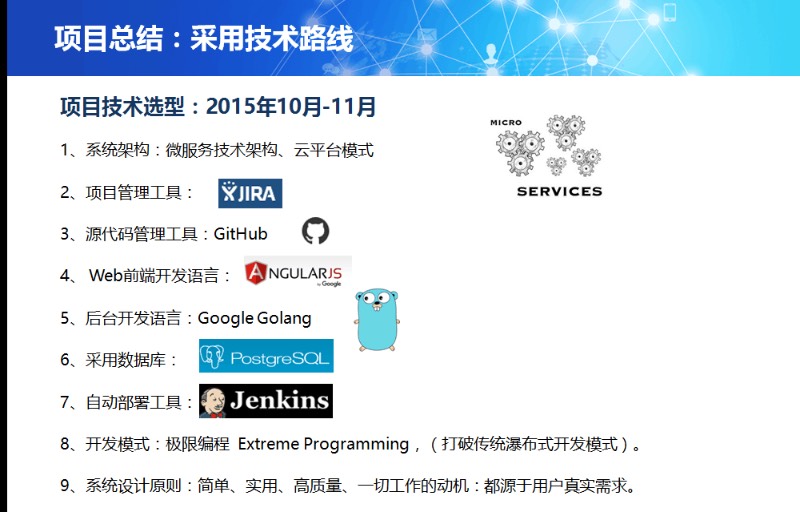 项目总结：采用技术路线
项目技术选型：2015年10月-11月
MICRO
SERVICES
1、系统架构：微服务技术架构、云平台模式
2、项目管理工具： JIRA
3、源代码管理工具：GitHub
4、 Web前端开发语言： ANGULARJS
by Google
5、后台开发语言：Google Golang
6、采用数据库： PostgreSQL
7、自动部署工具： Jenkins
8、开发模式：极限编程 Extreme Programming，（打破传统瀑布式开发模式）。
9、系统设计原则：简单、实用、高质量、一切工作的动机：都源于用户真实需求。